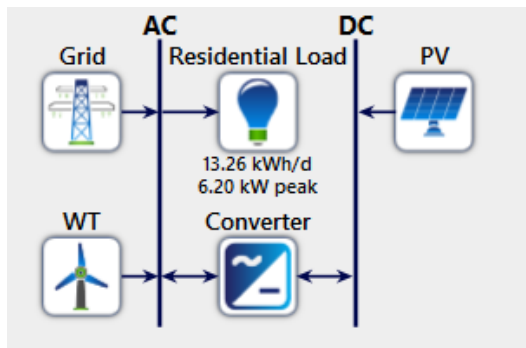 AC
DC
Grid
Residential Load
PV
13.26 kWh/d
6.20 kW peak
WT
Converter